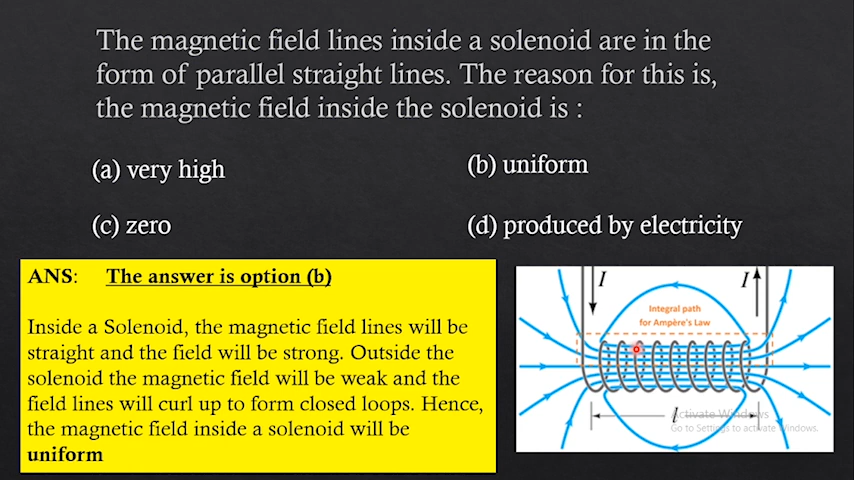 The magnetic field lines inside a solenoid are in the
form of parallel straight lines. The reason for this is,
the magnetic field inside the solenoid is :
(a) very high
(b) uniform
(c) zero
(d) produced by electricity
ANS: The answer is option (b)
Inside a Solenoid, the magnetic field lines will be
straight and the field will be strong. Outside the
solenoid the magnetic field will be weak and the
field lines will curl up to form closed loops. Hence,
the magnetic field inside a solenoid will be
uniform
I
I
Integral path
for Ampère's Law
l
Activate Windows
Go to Settings to activate Windows.